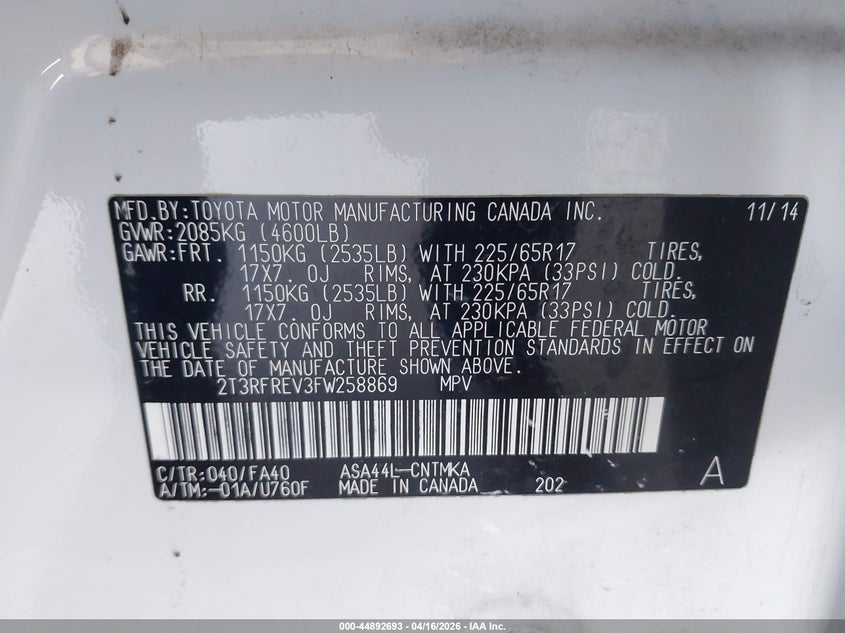 MFD.BY:TOYOTA MOTOR MANUFACTURING CANADA INC. 11/14
GVWR:2085KG (4600LB)
GAWR:FRT. 1150KG (2535LB) WITH 225/65R17 TIRES,
17X7.0J RIMS, AT 230KPA (33PSI) COLD.
RR. 1150KG (2535LB) WITH 225/65R17 TIRES,
17X7.0J RIMS, AT 230KPA (33PSI) COLD.
THIS VEHICLE CONFORMS TO ALL APPLICABLE FEDERAL MOTOR
VEHICLE SAFETY AND THEFT PREVENTION STANDARDS IN EFFECT ON
THE DATE OF MANUFACTURE SHOWN ABOVE.
2T3RFREV3FW258869 MPV
C/TR:040/FA40 ASA44L-CNTMKA A
A/TM:-01A/U760F MADE IN CANADA 202
000-44892693 - 04/16/2026 - IAA Inc.